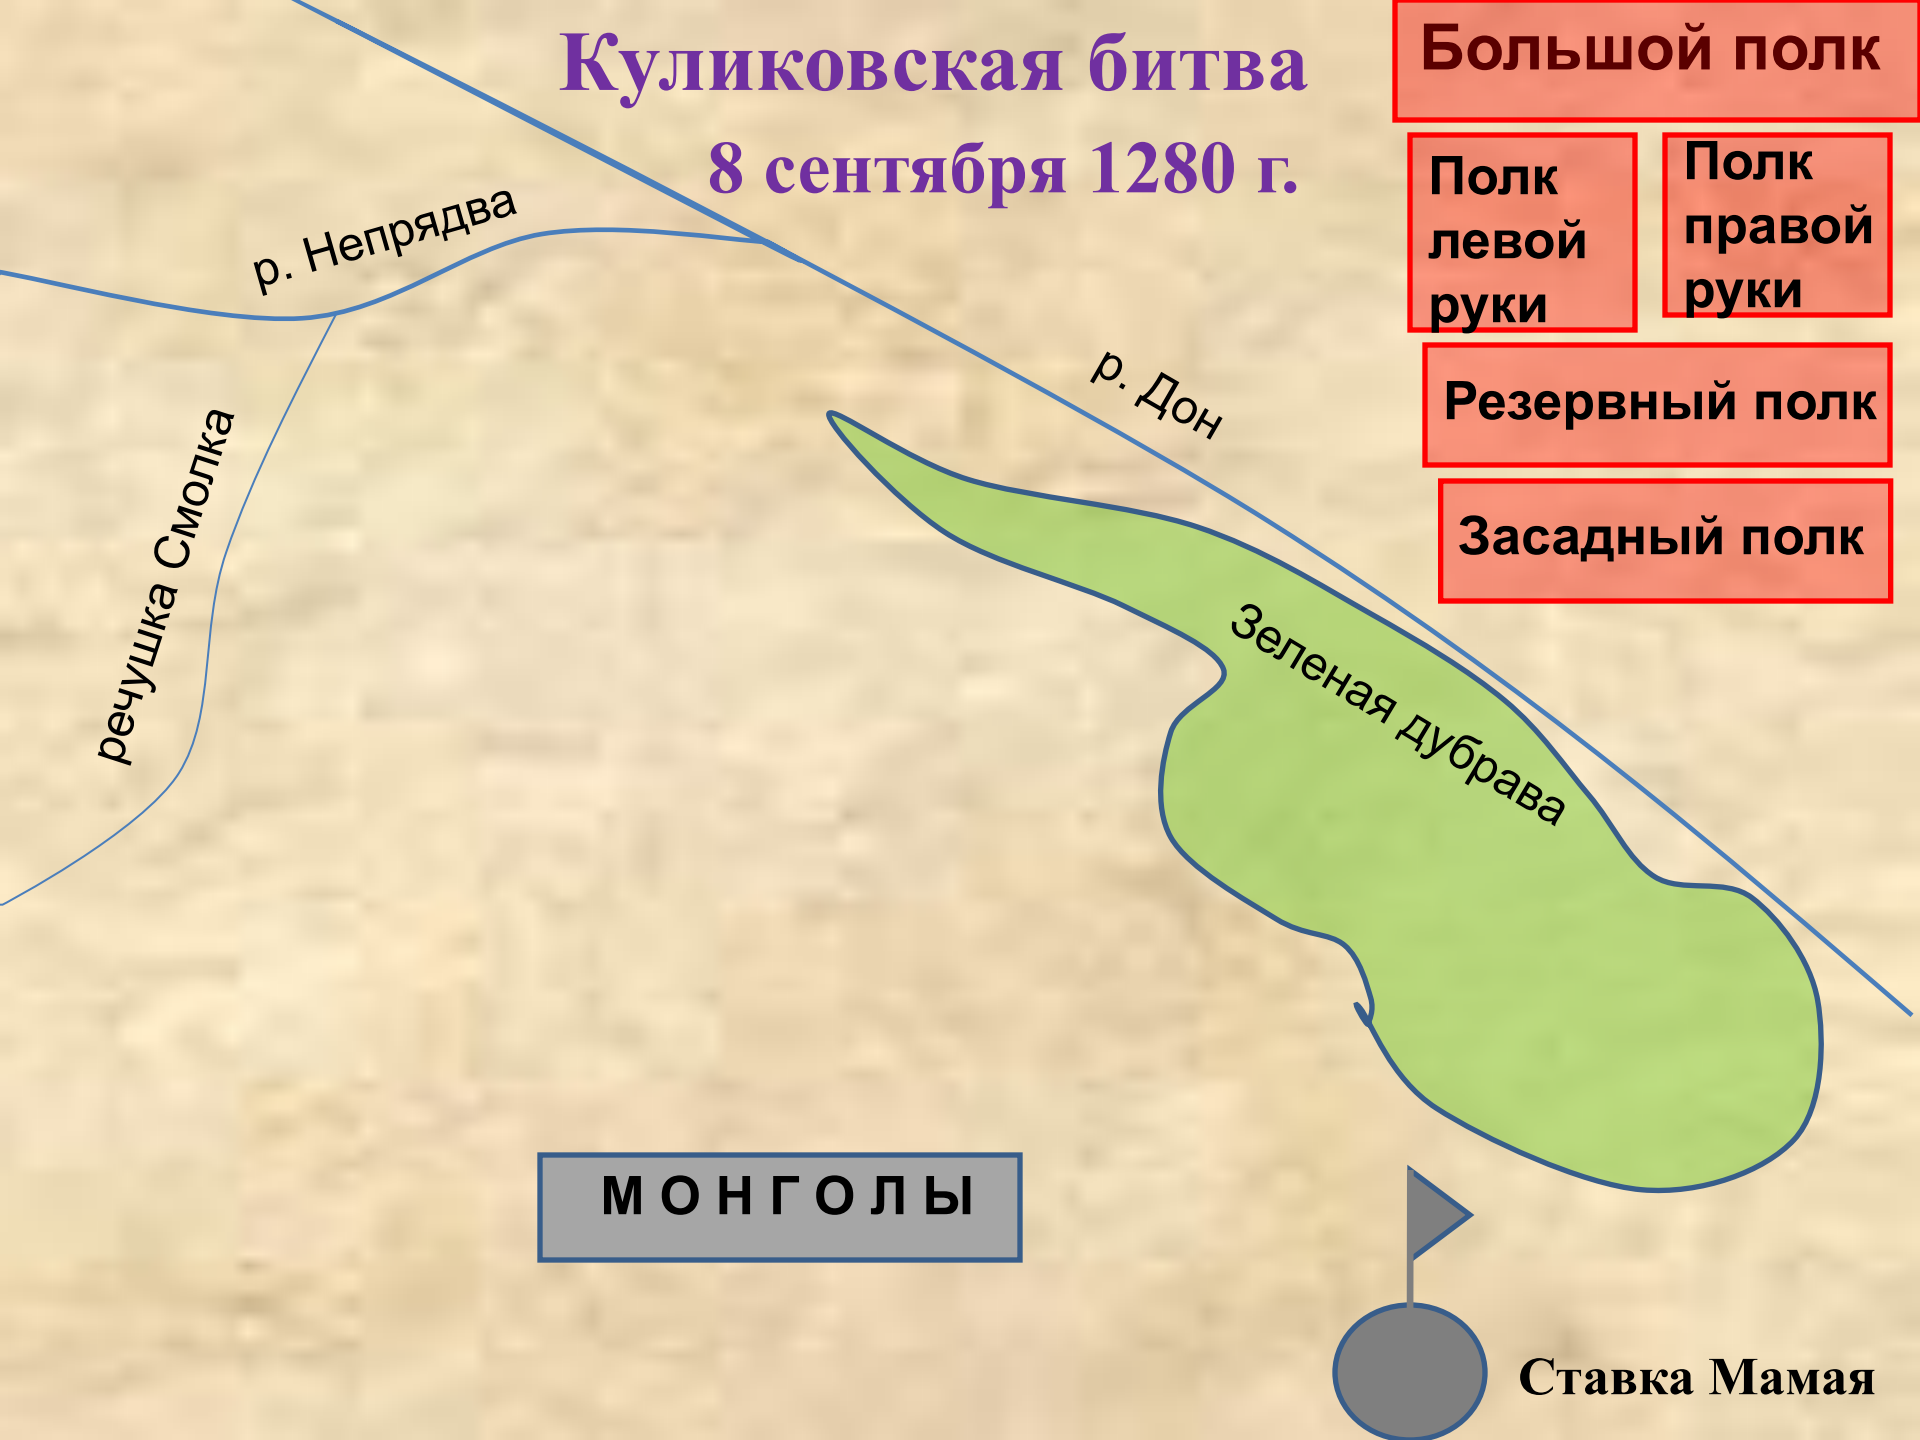 Куликовская битва
8 сентября 1280 г.
Большой полк
Полк
левой
руки
Полк
правой
руки
Резервный полк
Засадный полк
р. Непрядва
р. Дон
речушка Смолка
Зеленая дубрава
М О Н Г О Л Ы
Ставка Мамая